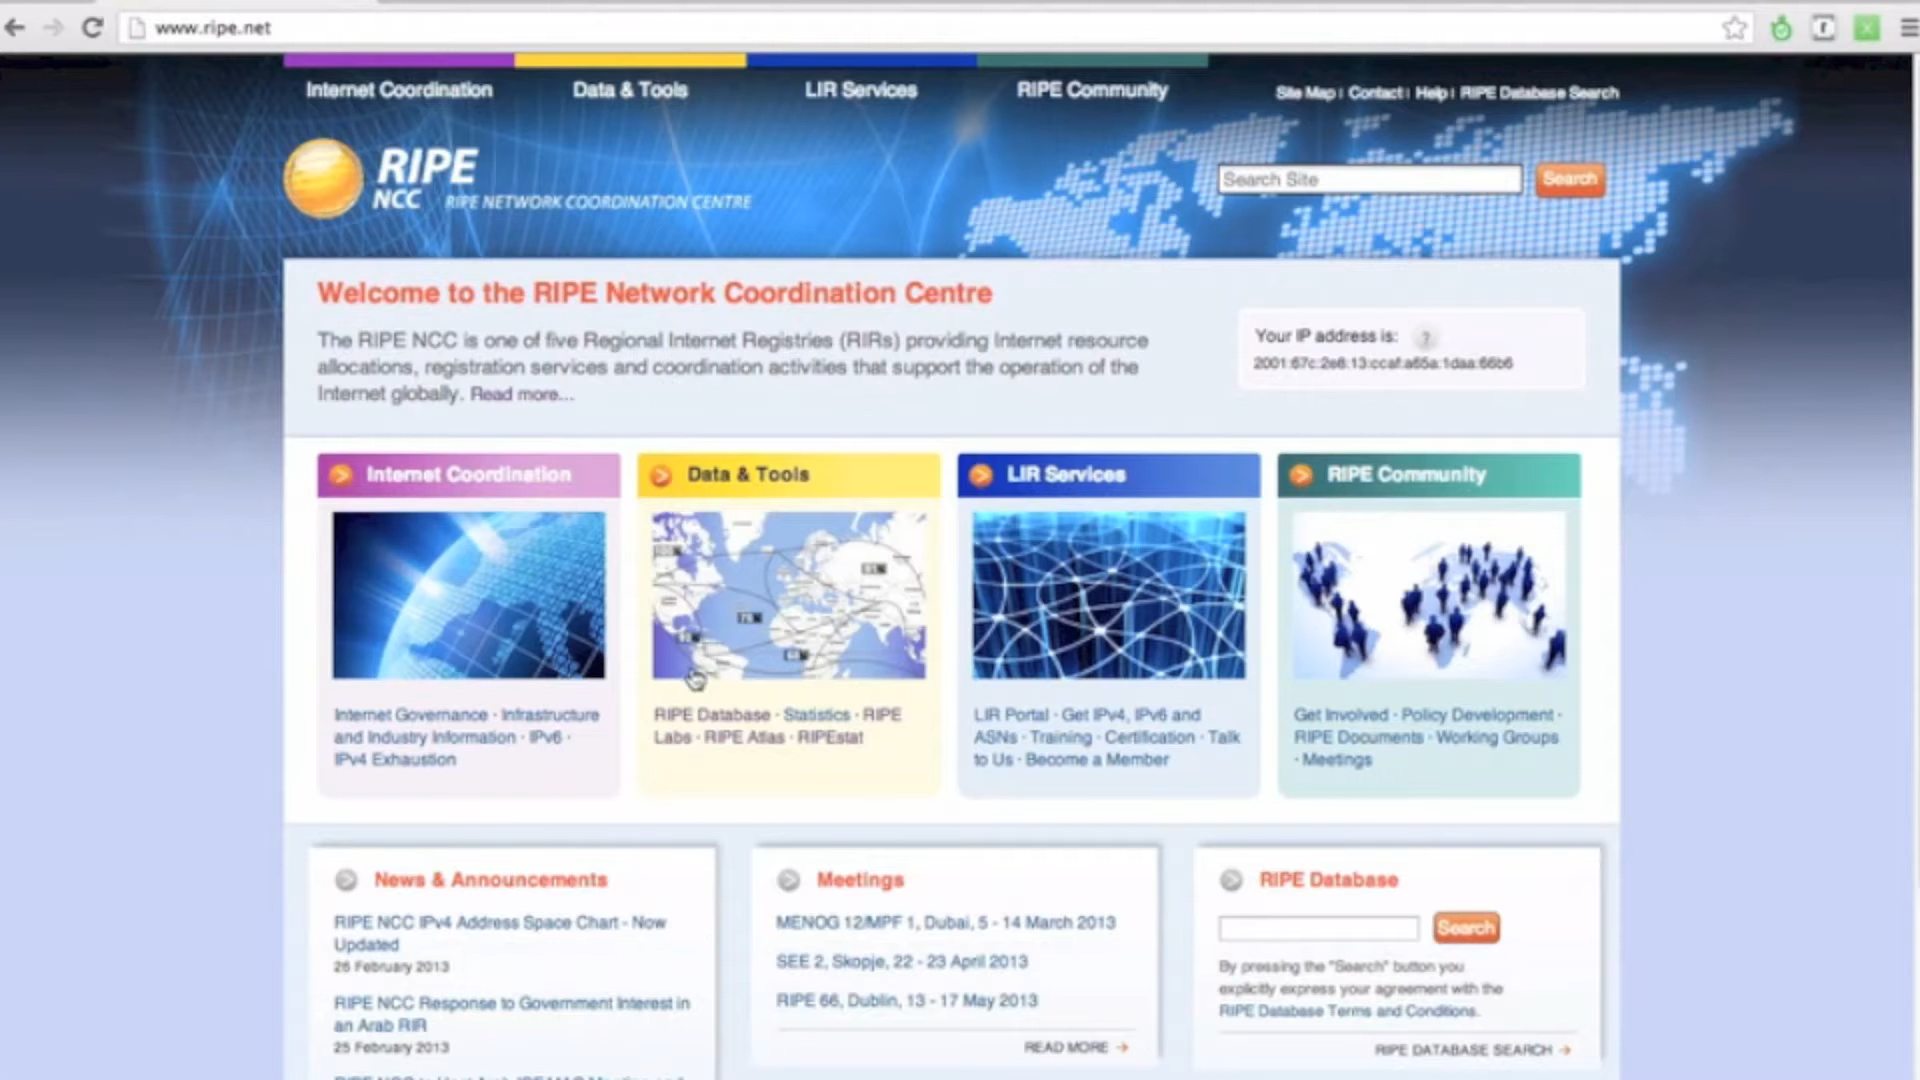 www.ripe.net
Internet Coordination
Data & Tools
LIR Services
RIPE Community
Site Map | Contact | Help | RIPE Database Search
RIPE
NCC RIPE NETWORK COORDINATION CENTRE
Search Site
Search
Welcome to the RIPE Network Coordination Centre
The RIPE NCC is one of five Regional Internet Registries (RIRs) providing Internet resource
allocations, registration services and coordination activities that support the operation of the
Internet globally. Read more...
Your IP address is: ?
2001:67c:2e8:13:ccaf:a65a:1daa:66b6
Internet Coordination
Internet Governance · Infrastructure
and Industry Information · IPv6 ·
IPv4 Exhaustion
Data & Tools
RIPE Database · Statistics · RIPE
Labs · RIPE Atlas · RIPEstat
LIR Services
LIR Portal · Get IPv4, IPv6 and
ASNs · Training · Certification · Talk
to Us · Become a Member
RIPE Community
Get Involved · Policy Development ·
RIPE Documents · Working Groups
· Meetings
News & Announcements
RIPE NCC IPv4 Address Space Chart - Now
Updated
26 February 2013
RIPE NCC Response to Government Interest in
an Arab RIR
25 February 2013
Meetings
MENOG 12/MPF 1, Dubai, 5 - 14 March 2013
SEE 2, Skopje, 22 - 23 April 2013
RIPE 66, Dublin, 13 - 17 May 2013
READ MORE
RIPE Database
Search
By pressing the "Search" button you
explicitly express your agreement with the
RIPE Database Terms and Conditions.
RIPE DATABASE SEARCH